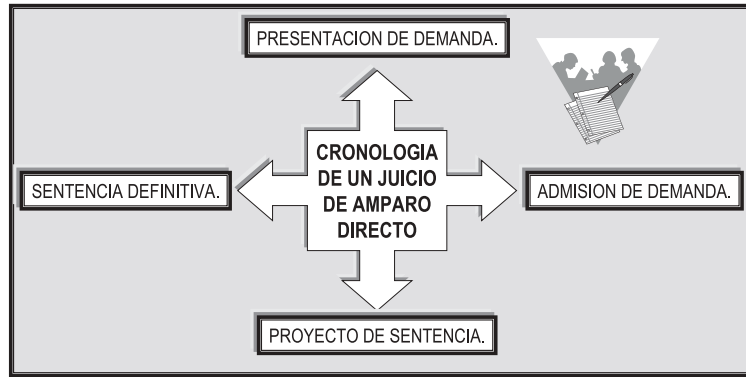 PRESENTACION DE DEMANDA.
SENTENCIA DEFINITIVA.
CRONOLOGIA
DE UN JUICIO
DE AMPARO
DIRECTO
ADMISION DE DEMANDA.
PROYECTO DE SENTENCIA.